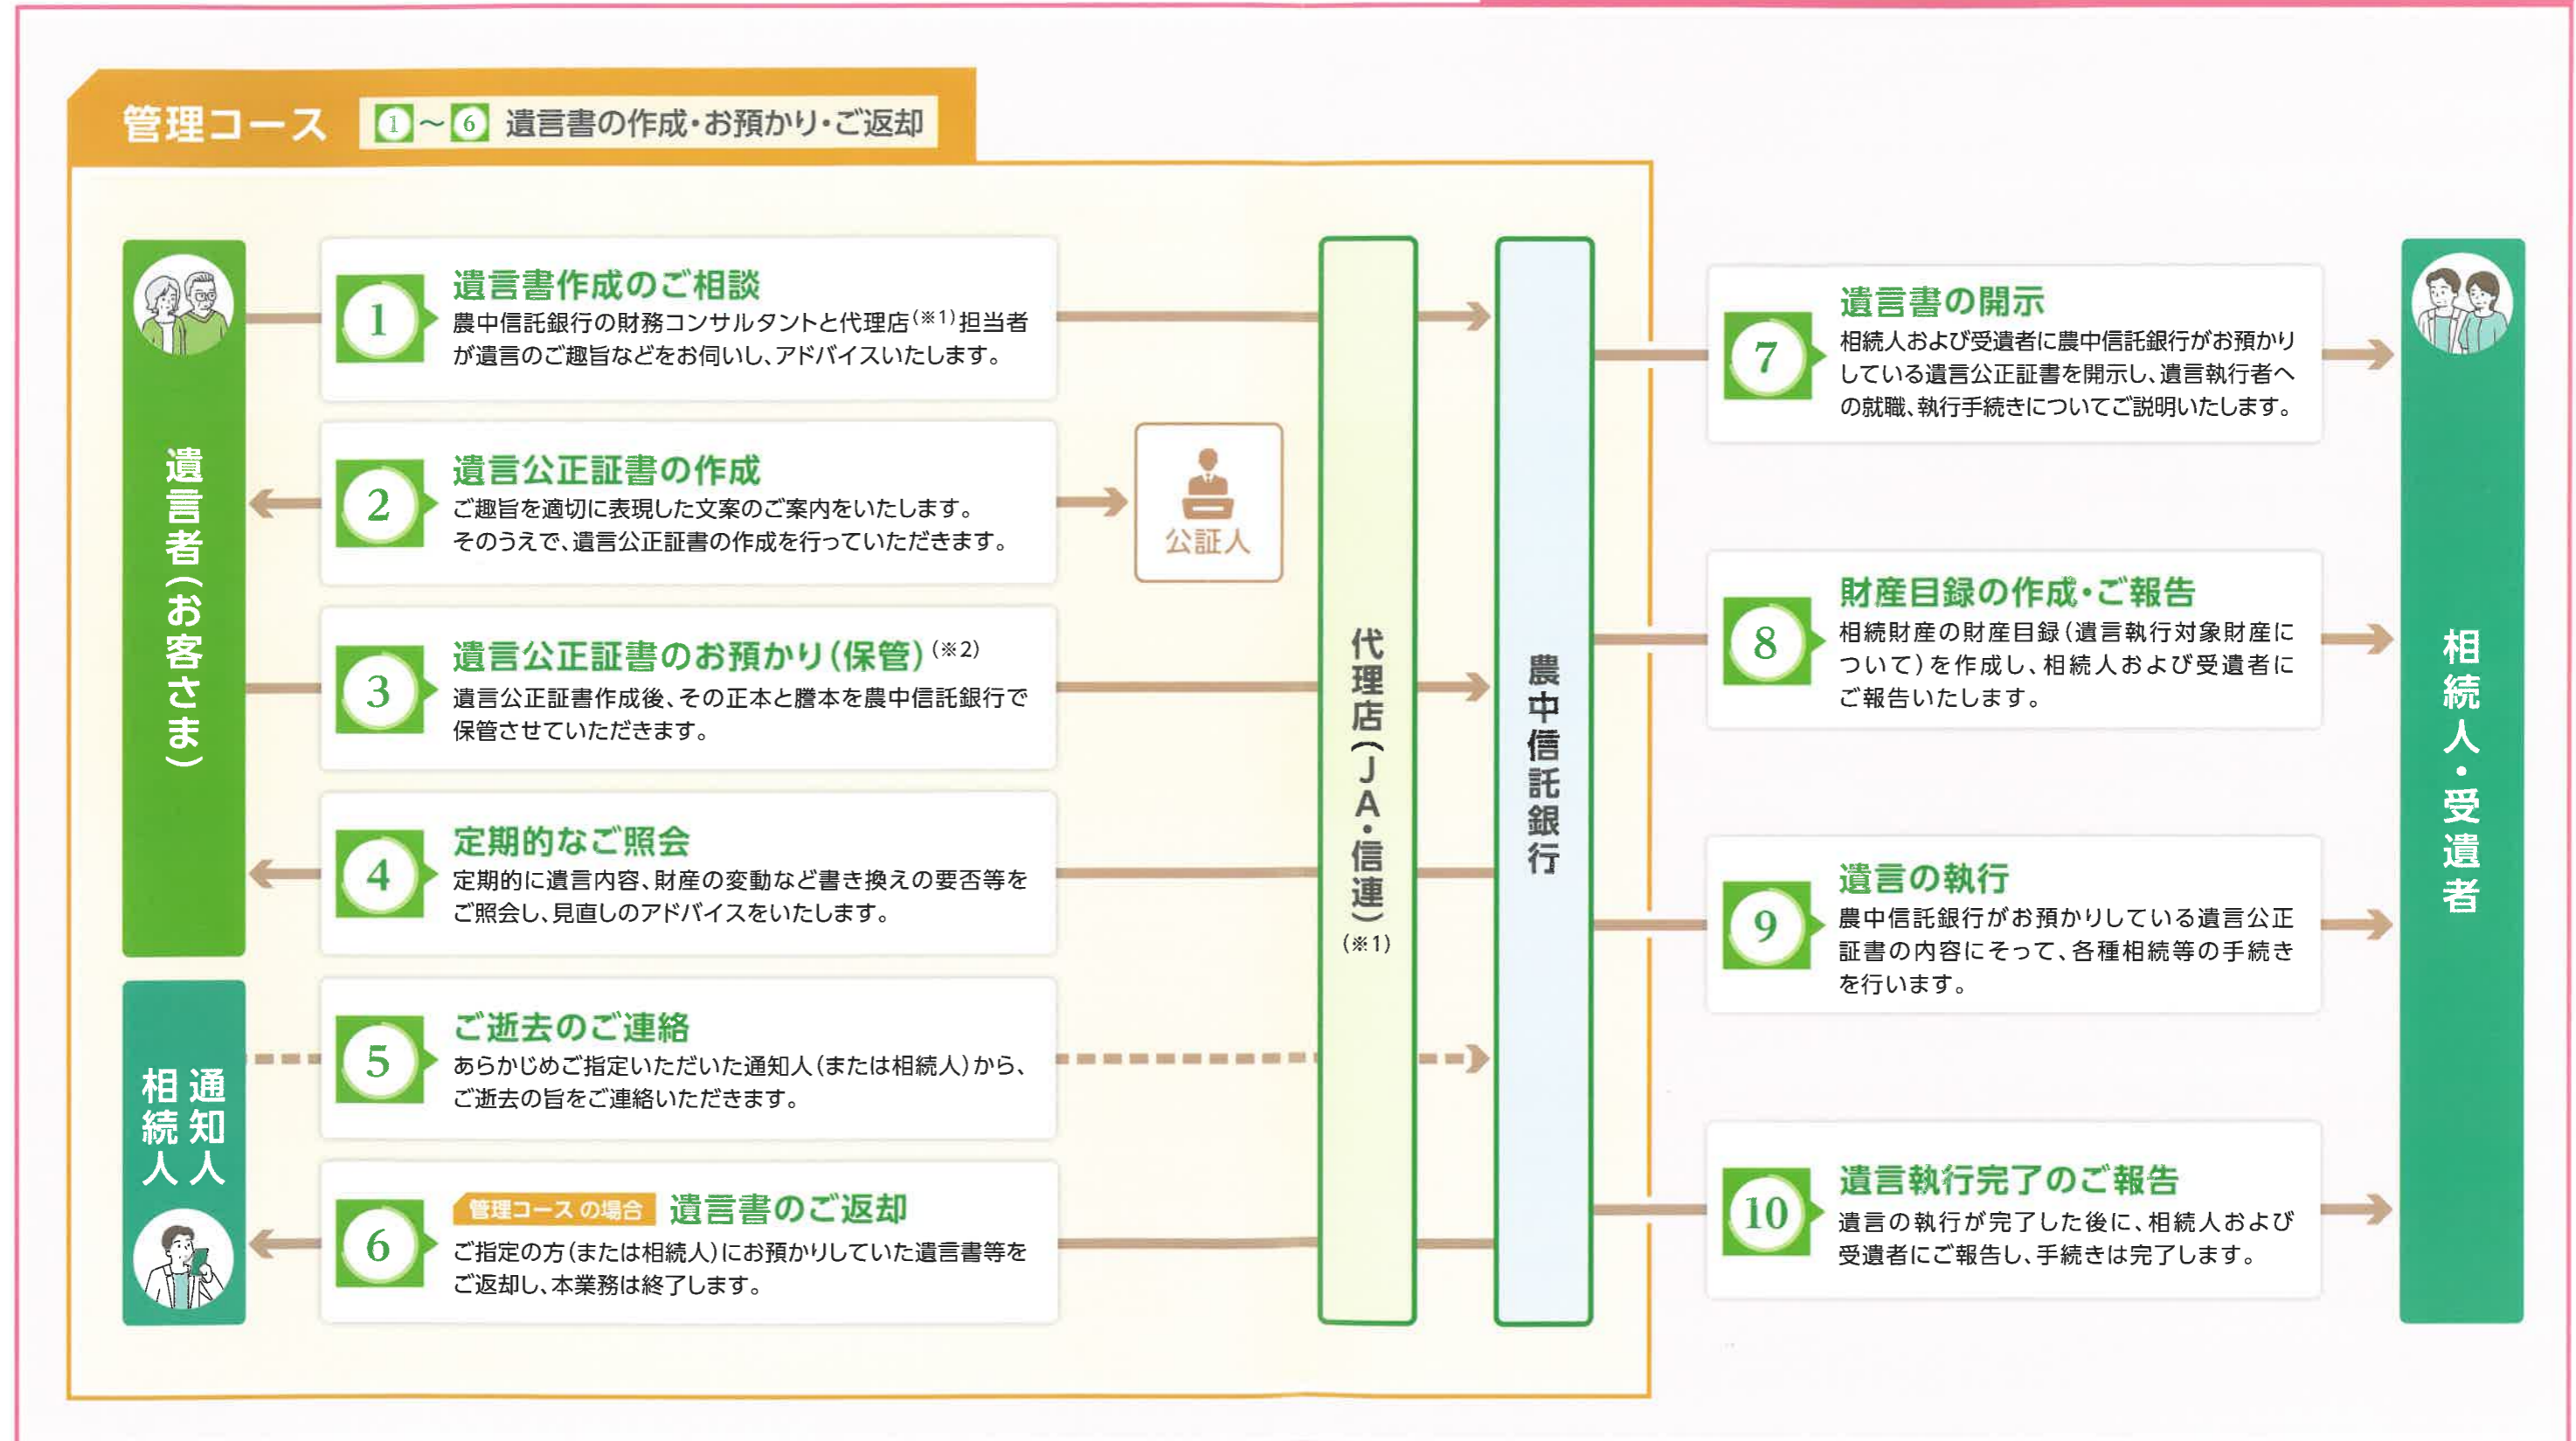 管理コース
1～6 遺言書の作成・お預かり・ご返却
遺言者(お客さま)
1
遺言書作成のご相談
農中信託銀行の財務コンサルタントと代理店(※1)担当者
が遺言のご趣旨などをお伺いし、アドバイスいたします。
2
遺言公正証書の作成
ご趣旨を適切に表現した文案のご案内をいたします。
そのうえで、遺言公正証書の作成を行っていただきます。
公証人
3
遺言公正証書のお預かり(保管)(※2)
遺言公正証書作成後、その正本と謄本を農中信託銀行で
保管させていただきます。
4
定期的なご照会
定期的に遺言内容、財産の変動など書き換えの要否等を
ご照会し、見直しのアドバイスをいたします。
通知人
相続人
5
ご逝去のご連絡
あらかじめご指定いただいた通知人(または相続人)から、
ご逝去の旨をご連絡いただきます。
6
管理コースの場合 遺言書のご返却
ご指定の方(または相続人)にお預かりしていた遺言書等を
ご返却し、本業務は終了します。
代理店(JA・信連)
(※1)
農中信託銀行
7
遺言書の開示
相続人および受遺者に農中信託銀行がお預かり
している遺言公正証書を開示し、遺言執行者へ
の就職、執行手続きについてご説明いたします。
8
財産目録の作成・ご報告
相続財産の財産目録(遺言執行対象財産に
ついて)を作成し、相続人および受遺者に
ご報告いたします。
9
遺言の執行
農中信託銀行がお預かりしている遺言公正
証書の内容にそって、各種相続等の手続き
を行います。
10
遺言執行完了のご報告
遺言の執行が完了した後に、相続人および
受遺者にご報告し、手続きは完了します。
相続人・受遺者